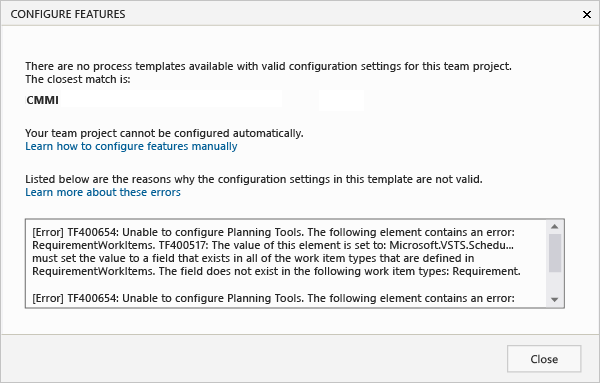 CONFIGURE FEATURES
There are no process templates available with valid configuration settings for this team project.
The closest match is:
CMMI
Your team project cannot be configured automatically.
Learn how to configure features manually
Listed below are the reasons why the configuration settings in this template are not valid.
Learn more about these errors
[Error] TF400654: Unable to configure Planning Tools. The following element contains an error:
RequirementWorkItems. TF400517: The value of this element is set to: Microsoft.VSTS.Schedu...
must set the value to a field that exists in all of the work item types that are defined in
RequirementWorkItems. The field does not exist in the following work item types: Requirement.
[Error] TF400654: Unable to configure Planning Tools. The following element contains an error:
Close